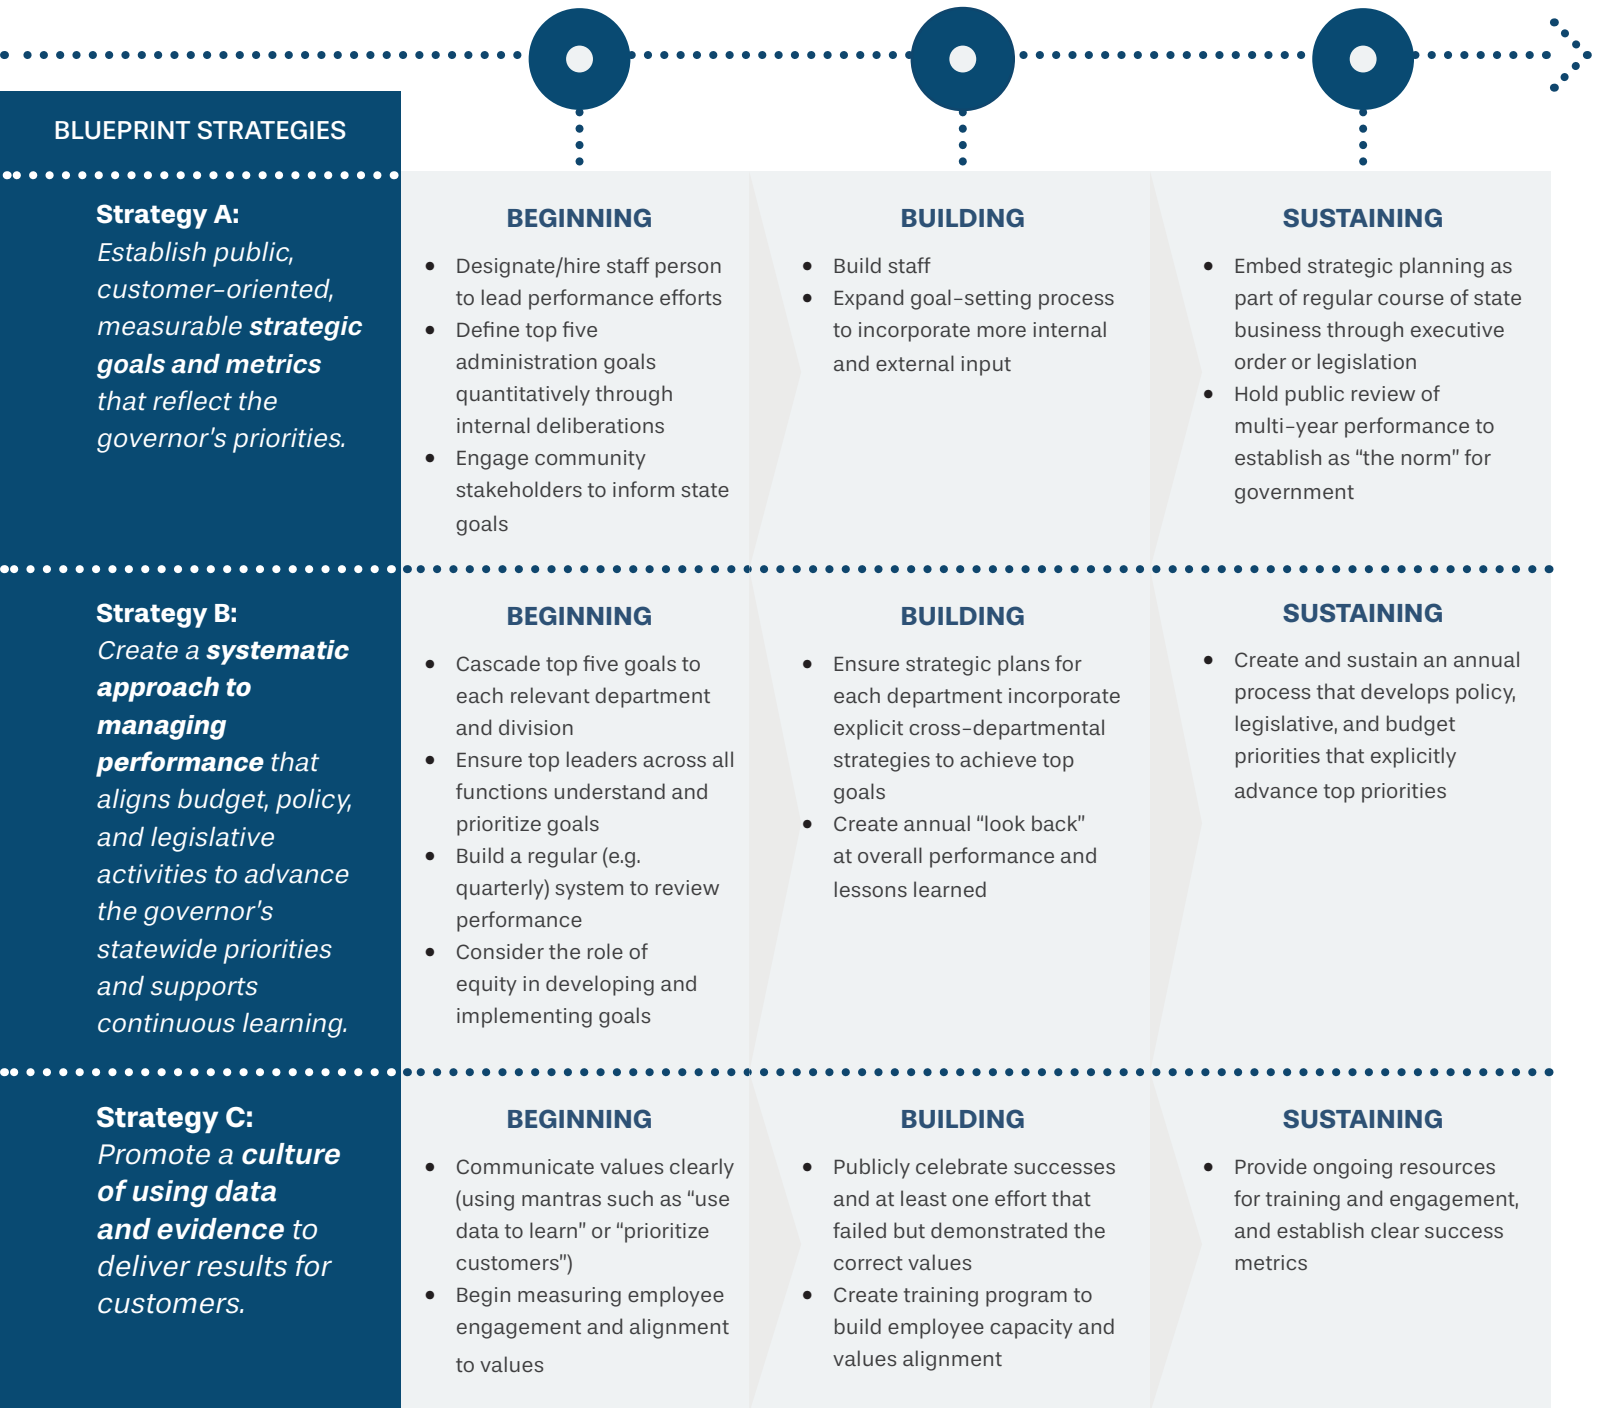 BLUEPRINT STRATEGIES
Strategy A:
Establish public,
customer-oriented,
measurable strategic
goals and metrics
that reflect the
governor's priorities.
BEGINNING
• Designate/hire staff person
to lead performance efforts
• Define top five
administration goals
quantitatively through
internal deliberations
• Engage community
stakeholders to inform state
goals
BUILDING
• Build staff
• Expand goal-setting process
to incorporate more internal
and external input
SUSTAINING
• Embed strategic planning as
part of regular course of state
business through executive
order or legislation
• Hold public review of
multi-year performance to
establish as “the norm” for
government
Strategy B:
Create a systematic
approach to
managing
performance that
aligns budget, policy,
and legislative
activities to advance
the governor's
statewide priorities
and supports
continuous learning.
BEGINNING
• Cascade top five goals to
each relevant department
and division
• Ensure top leaders across all
functions understand and
prioritize goals
• Build a regular (e.g.
quarterly) system to review
performance
• Consider the role of
equity in developing and
implementing goals
BUILDING
• Ensure strategic plans for
each department incorporate
explicit cross-departmental
strategies to achieve top
goals
• Create annual “look back”
at overall performance and
lessons learned
SUSTAINING
• Create and sustain an annual
process that develops policy,
legislative, and budget
priorities that explicitly
advance top priorities
Strategy C:
Promote a culture
of using data
and evidence to
deliver results for
customers.
BEGINNING
• Communicate values clearly
(using mantras such as “use
data to learn” or “prioritize
customers”)
• Begin measuring employee
engagement and alignment
to values
BUILDING
• Publicly celebrate successes
and at least one effort that
failed but demonstrated the
correct values
• Create training program to
build employee capacity and
values alignment
SUSTAINING
• Provide ongoing resources
for training and engagement,
and establish clear success
metrics